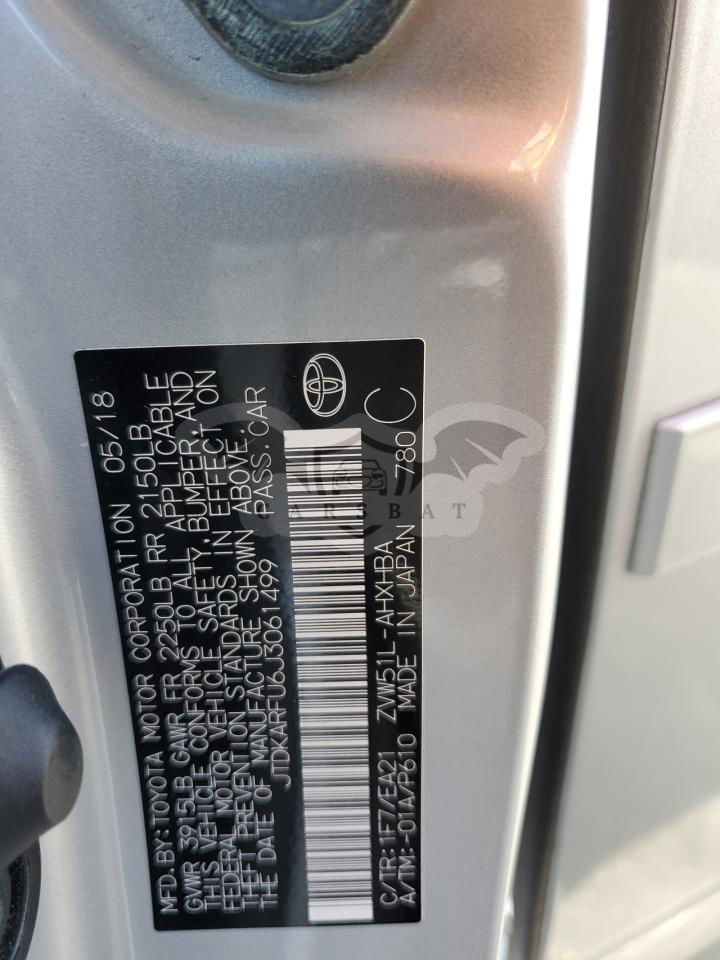 MFD.BY:TOYOTA MOTOR CORPORATION 05/18
GVWR 3915LB GAWR FR 2250LB RR 2150LB
THIS VEHICLE CONFORMS TO ALL APPLICABLE
FEDERAL MOTOR VEHICLE SAFETY,BUMPER,AND
THEFT PREVENTION STANDARDS IN EFFECT ON
THE DATE OF MANUFACTURE SHOWN ABOVE.
JTDKARFU6J3061499 PASS.CAR
C/TR:1F7/EA21 ZVW51L-AHXHBA
A/TM:-01A/P610 MADE IN JAPAN 780 C
CARSBAT